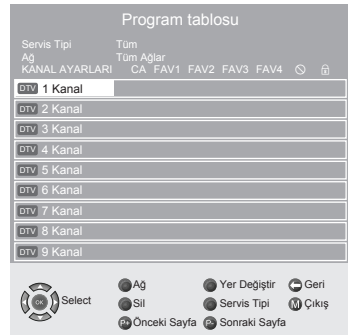 Program tablosu
Servis Tipi Tüm
Ağ Tüm Ağlar
KANAL AYARLARI CA FAV1 FAV2 FAV3 FAV4
DTV 1 Kanal
DTV 2 Kanal
DTV 3 Kanal
DTV 4 Kanal
DTV 5 Kanal
DTV 6 Kanal
DTV 7 Kanal
DTV 8 Kanal
DTV 9 Kanal
OK Select
Ağ Yer Değiştir Geri
Sil Servis Tipi M Çıkış
P+ Önceki Sayfa P- Sonraki Sayfa